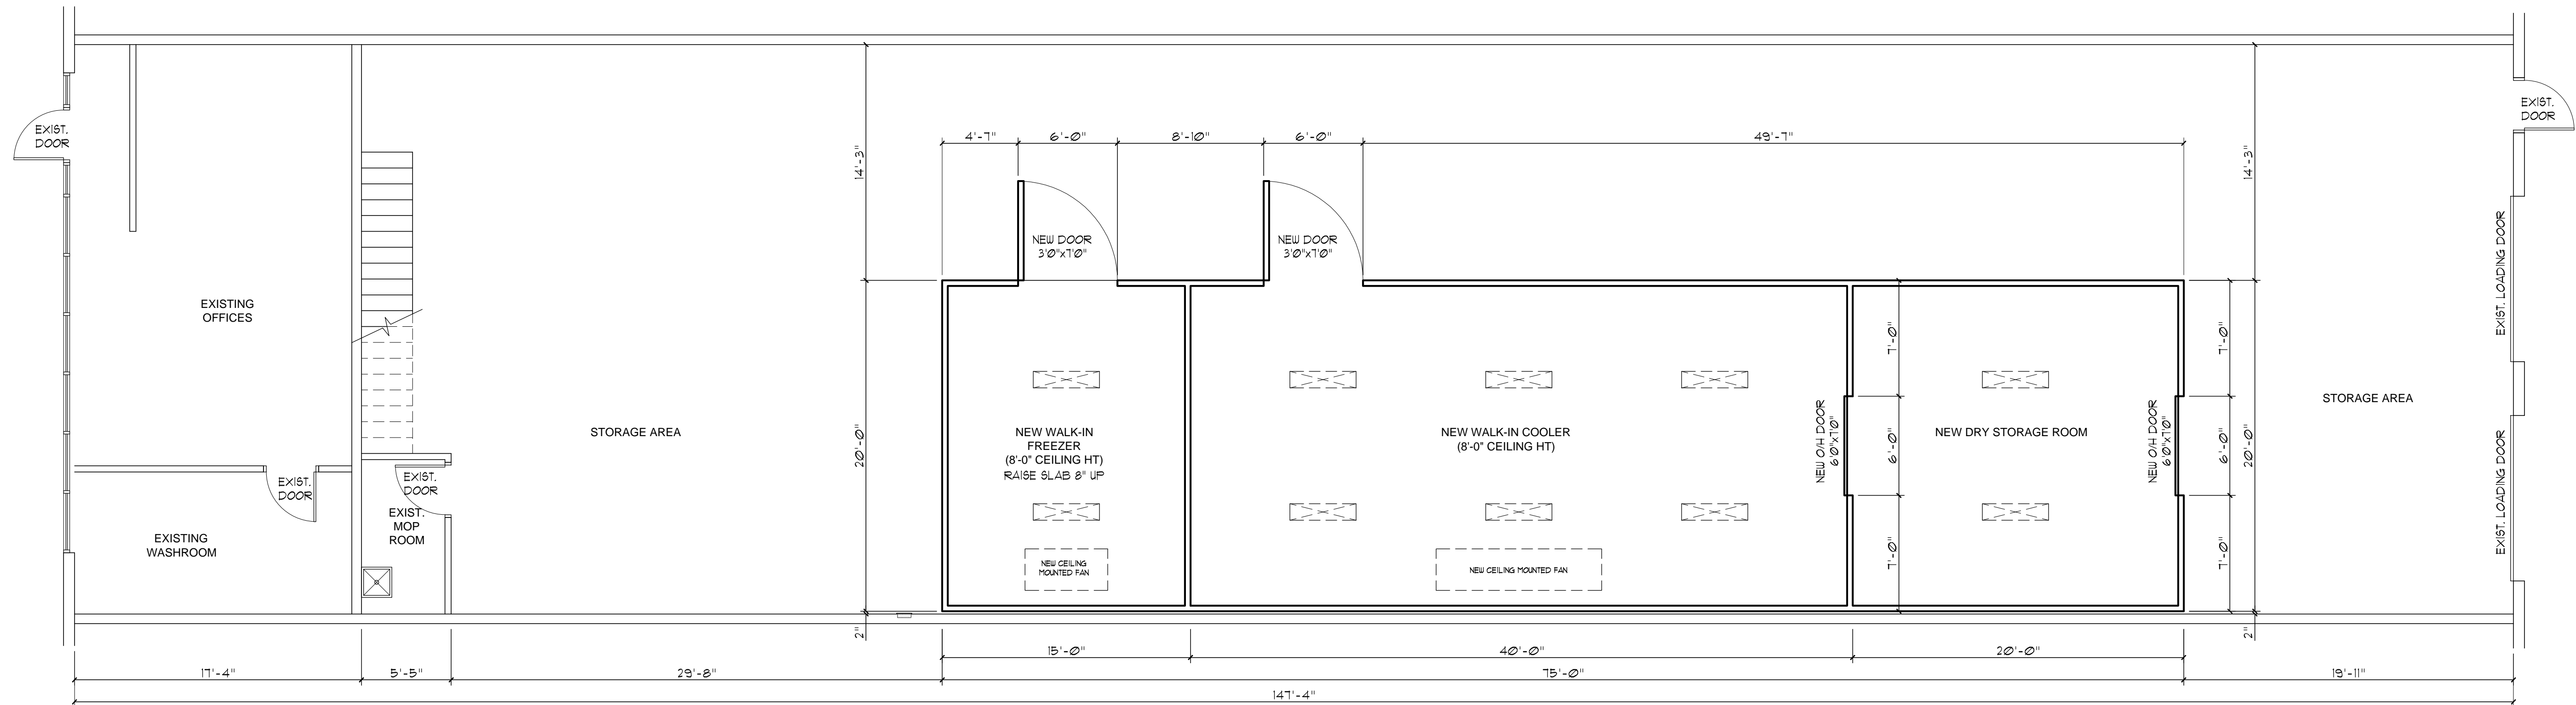 EXIST.
DOOR
EXISTING
OFFICES
EXIST.
DOOR
EXISTING
WASHROOM
EXIST.
DOOR
EXIST.
MOP
ROOM
STORAGE AREA
14'-3"
20'-0"
2"
4'-7"
6'-0"
8'-10"
6'-0"
49'-7"
NEW DOOR
3'0"x7'0"
NEW DOOR
3'0"x7'0"
NEW WALK-IN
FREEZER
(8'-0" CEILING HT)
RAISE SLAB 8" UP
NEW CEILING
MOUNTED FAN
NEW WALK-IN COOLER
(8'-0" CEILING HT)
NEW CEILING MOUNTED FAN
NEW O/H DOOR
6'0"x7'0"
7'-0"
6'-0"
7'-0"
NEW DRY STORAGE ROOM
NEW O/H DOOR
6'0"x7'0"
7'-0"
6'-0"
7'-0"
14'-3"
20'-0"
2"
STORAGE AREA
EXIST.
DOOR
EXIST. LOADING DOOR
EXIST. LOADING DOOR
15'-0"
40'-0"
20'-0"
17'-4"
5'-5"
29'-8"
75'-0"
19'-11"
147'-4"